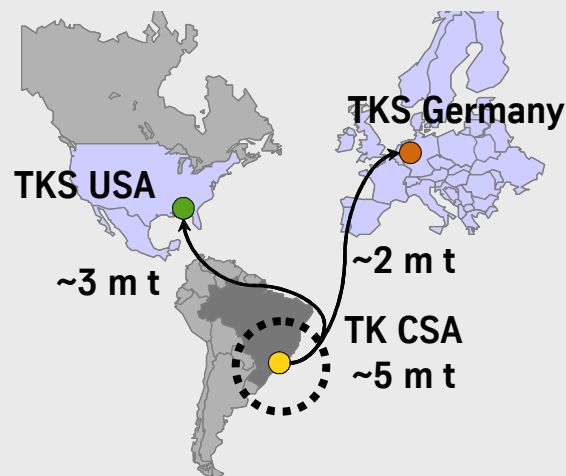 TKS Germany
TKS USA
~2 m t
~3 m t
TK CSA
~5 m t